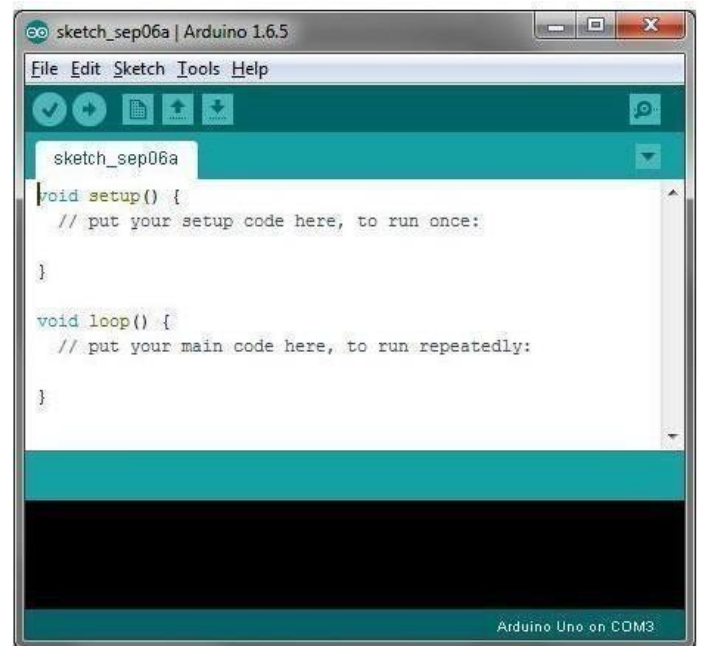 sketch_sep06a | Arduino 1.6.5
File Edit Sketch Tools Help
sketch_sep06a
void setup() {
  // put your setup code here, to run once:
}
void loop() {
  // put your main code here, to run repeatedly:
}
Arduino Uno on COM3